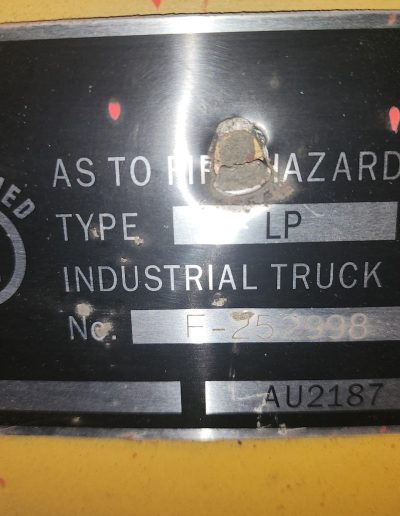 AS TO FIRE HAZARD
TYPE LP
INDUSTRIAL TRUCK
No. F-252998
AU2187